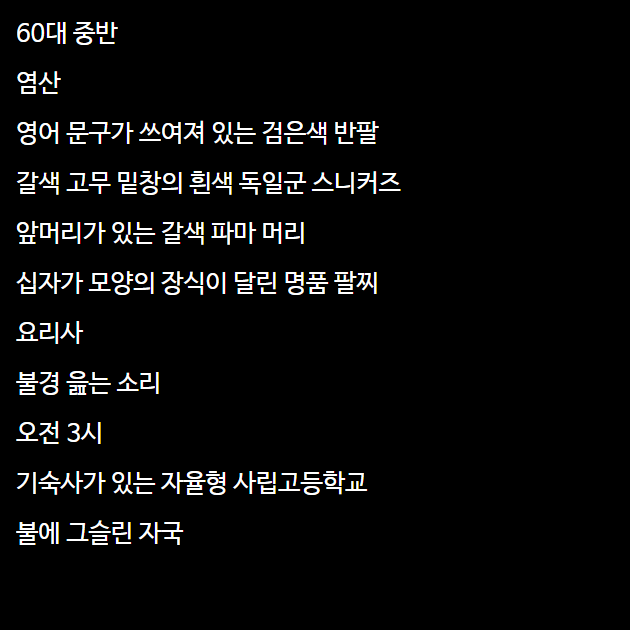 60대 중반
염산
영어 문구가 쓰여져 있는 검은색 반팔
갈색 고무 밑창의 흰색 독일군 스니커즈
앞머리가 있는 갈색 파마 머리
십자가 모양의 장식이 달린 명품 팔찌
요리사
불경 읊는 소리
오전 3시
기숙사가 있는 자율형 사립고등학교
불에 그슬린 자국